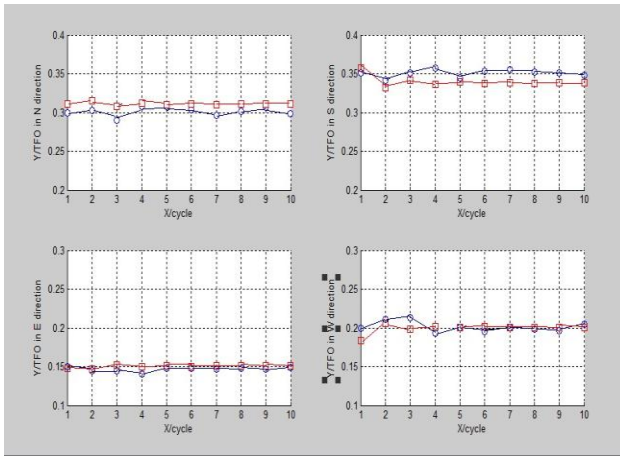 Y/TFO in N direction
0.4
0.35
0.3
0.25
0.2
1 2 3 4 5 6 7 8 9 10
X/cycle
Y/TFO in S direction
0.4
0.35
0.3
0.25
0.2
1 2 3 4 5 6 7 8 9 10
X/cycle
Y/TFO in E direction
0.3
0.25
0.2
0.15
0.1
1 2 3 4 5 6 7 8 9 10
X/cycle
Y/TFO in W direction
0.3
0.25
0.2
0.15
0.1
1 2 3 4 5 6 7 8 9 10
X/cycle